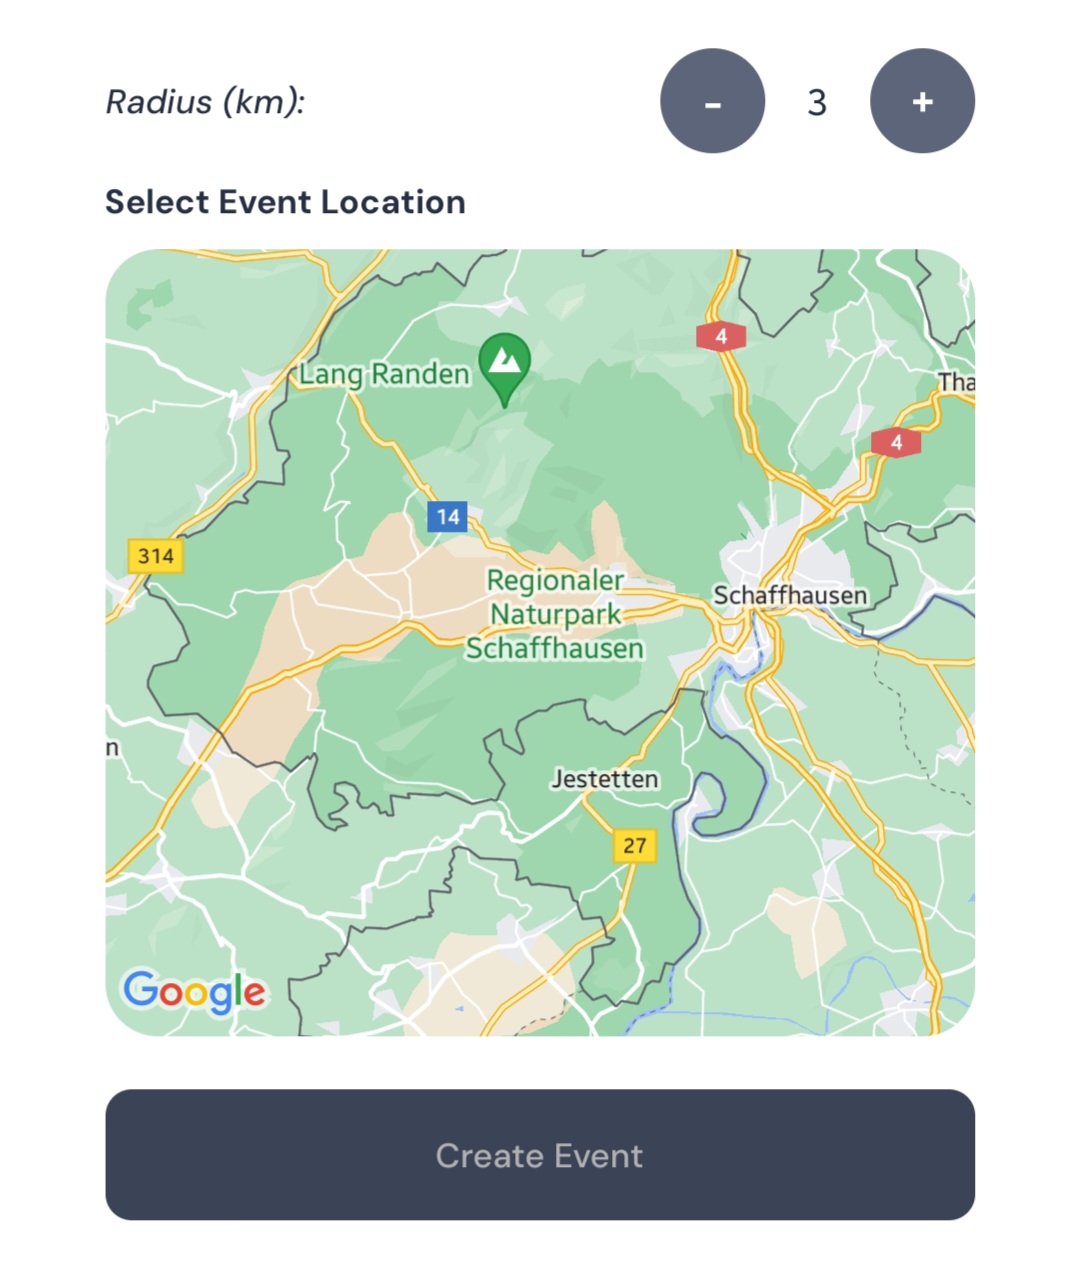 Radius (km):
-
3
+
Select Event Location
4
Lang Randen
Tha
4
14
314
Regionaler
Naturpark
Schaffhausen
Schaffhausen
n
Jestetten
27
Google
Create Event